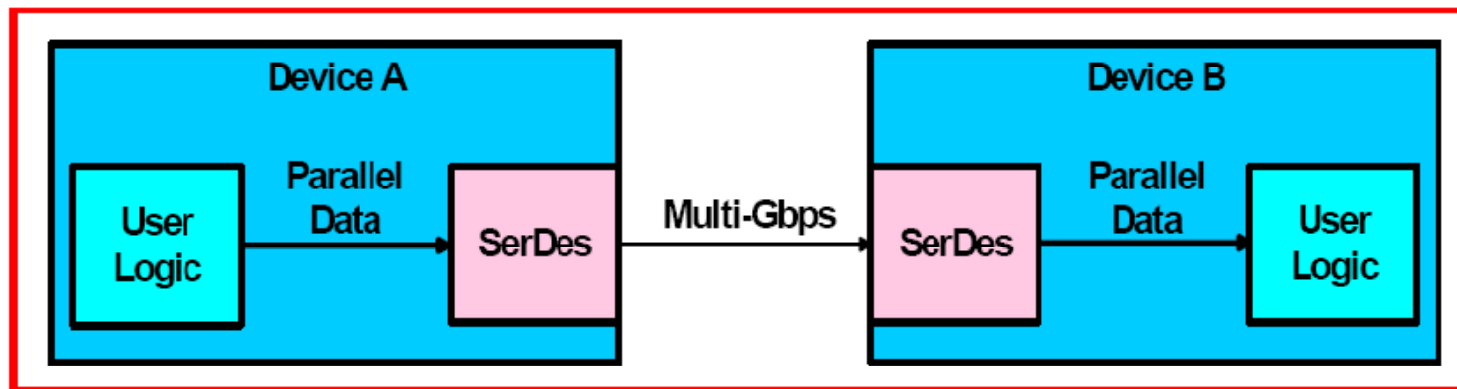 Device A
User
Logic
Parallel
Data
SerDes
Multi-Gbps
Device B
SerDes
Parallel
Data
User
Logic